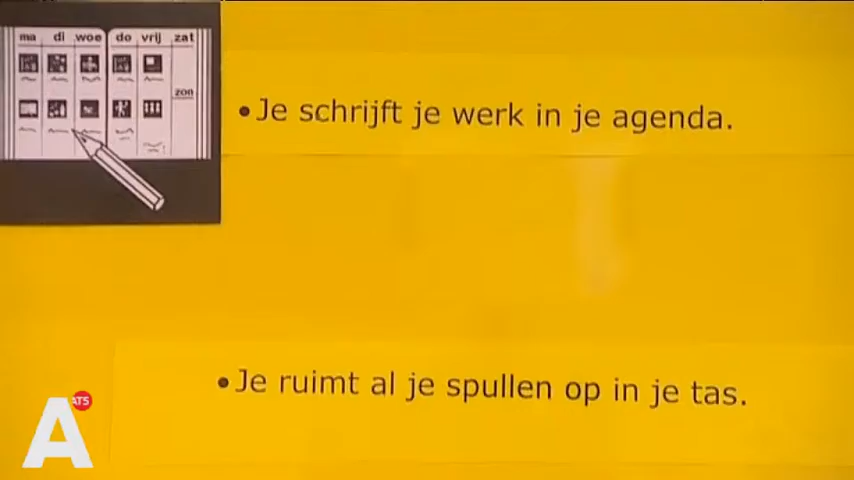 ma di woe do vrij zat
zon
• Je schrijft je werk in je agenda.
• Je ruimt al je spullen op in je tas.
A
ATS